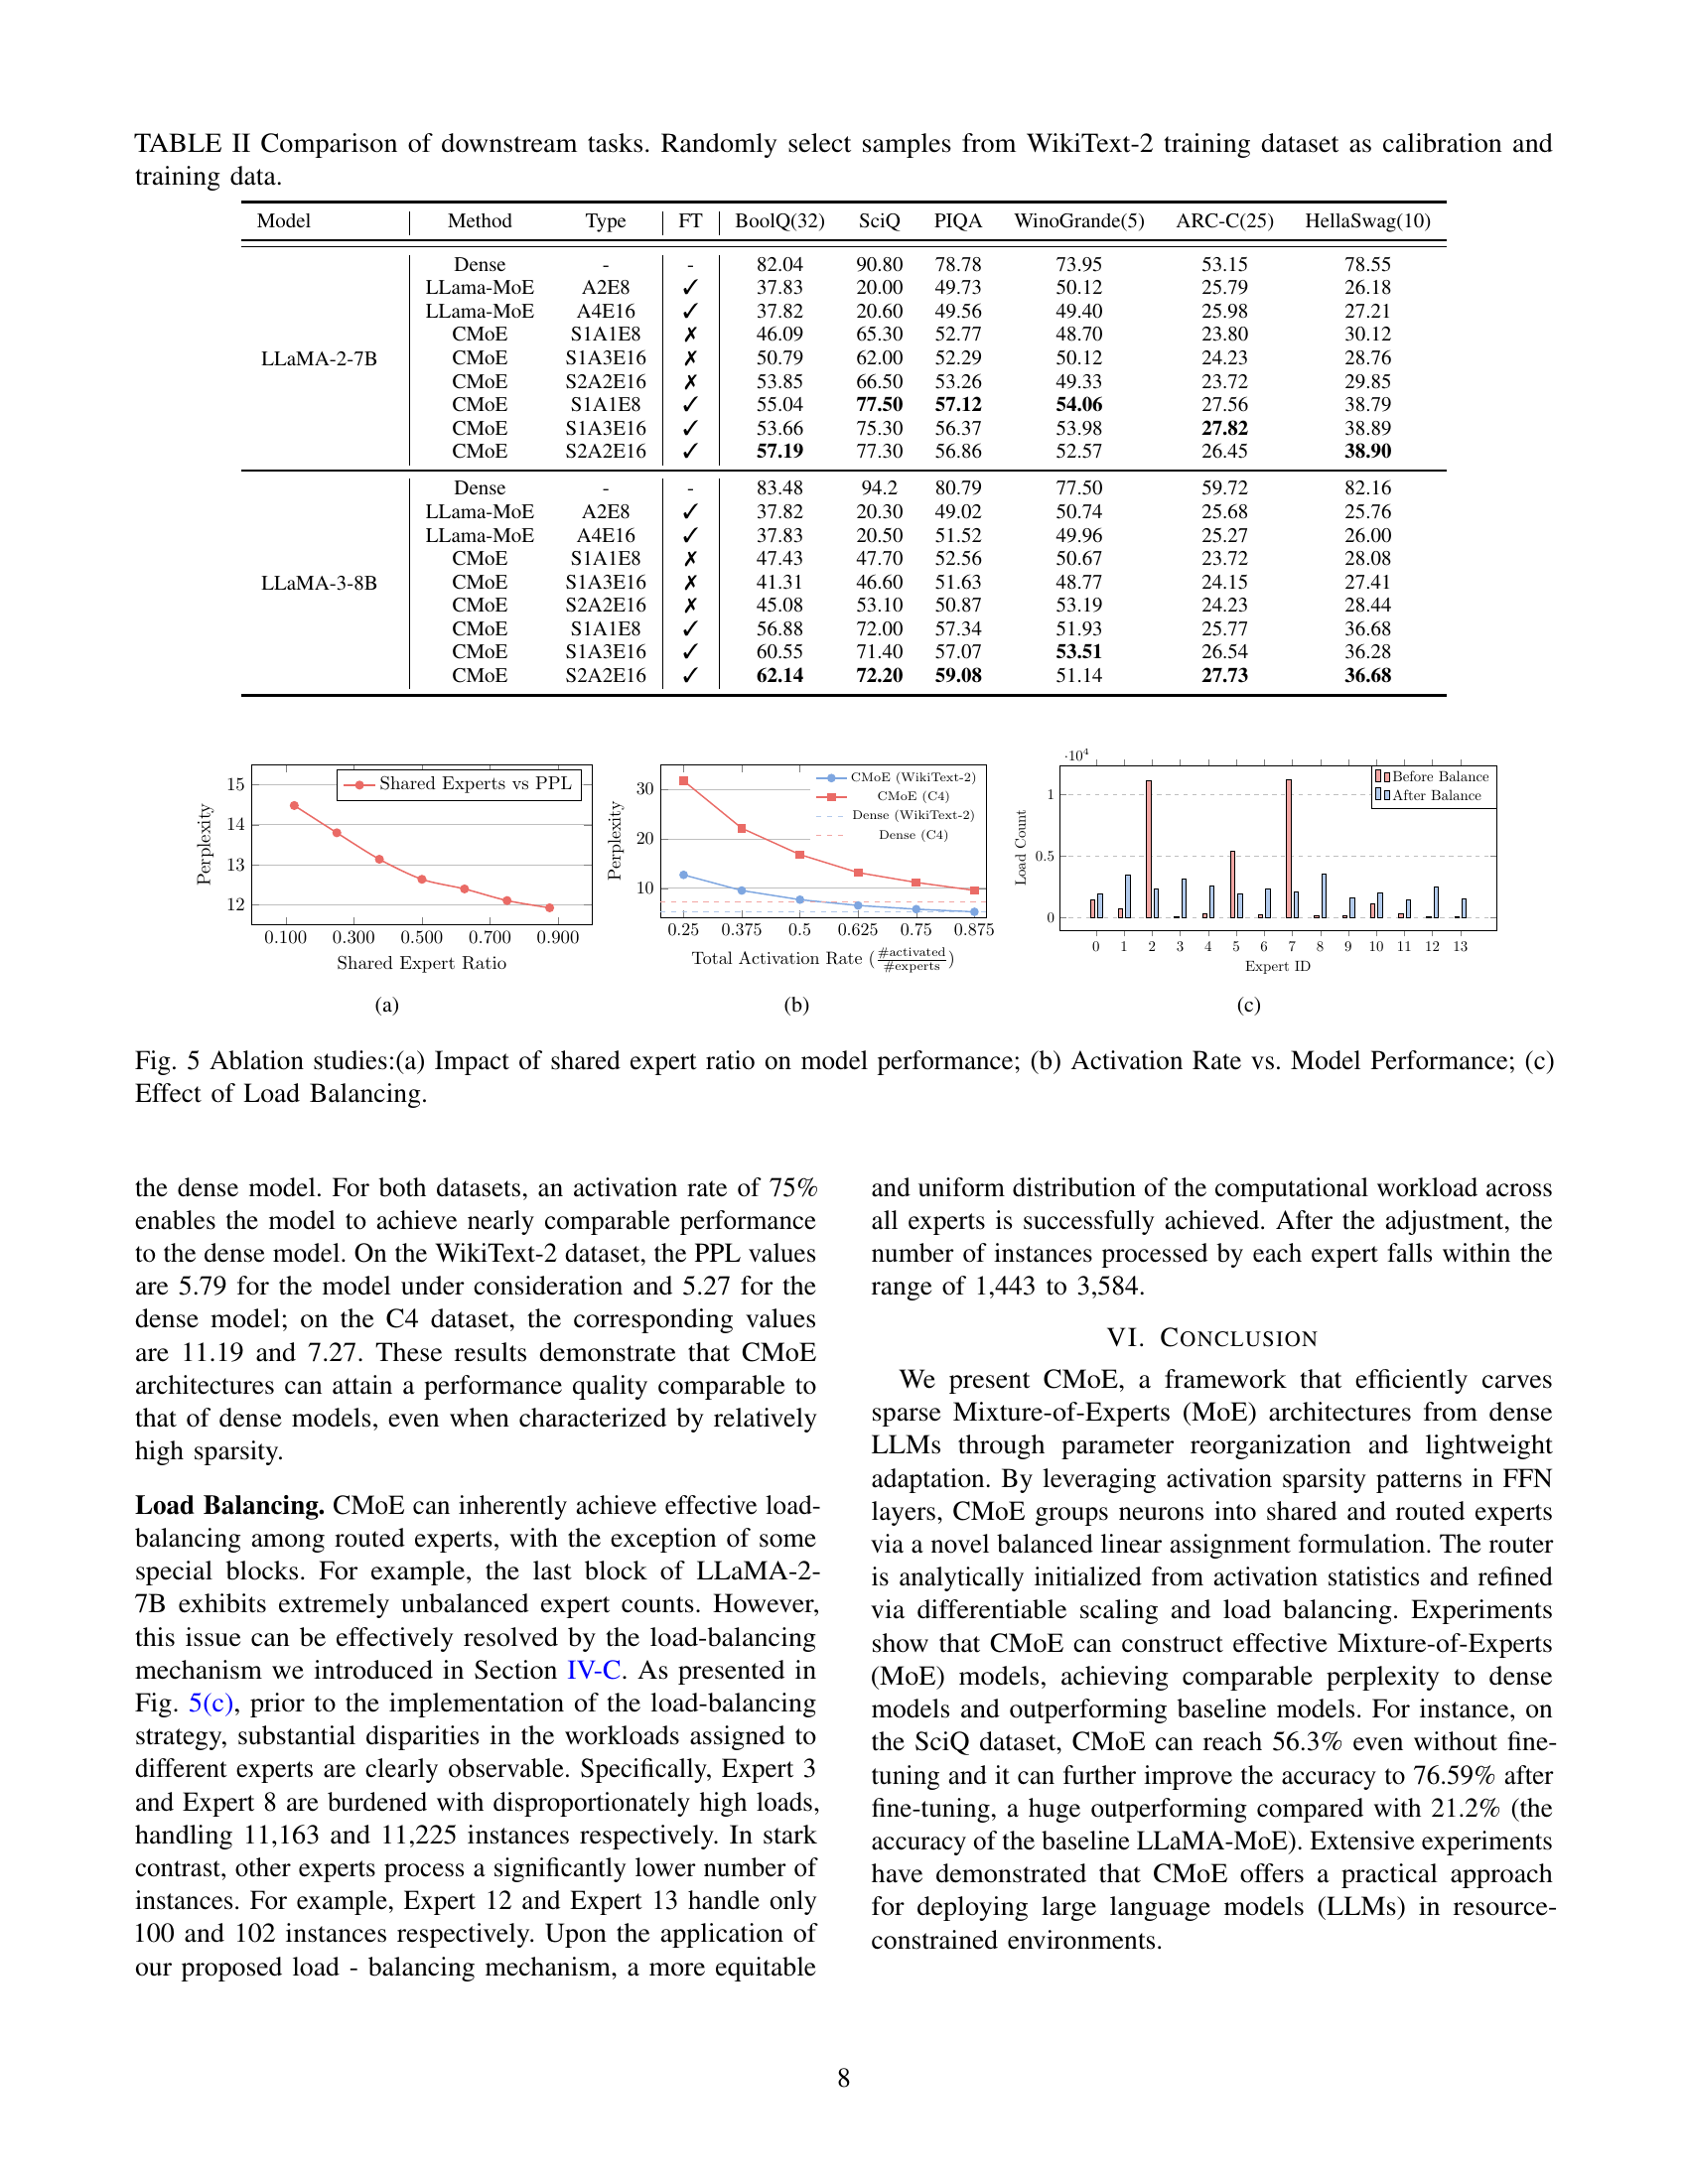 TABLE II Comparison of downstream tasks. Randomly select samples from WikiText-2 training dataset as calibration and
training data.
Model Method Type FT BoolQ(32) SciQ PIQA WinoGrande(5) ARC-C(25) HellaSwag(10)
Dense - - 82.04 90.80 78.78 73.95 53.15 78.55
LLama-MoE A2E8 ✓ 37.83 20.00 49.73 50.12 25.79 26.18
LLama-MoE A4E16 ✓ 37.82 20.60 49.56 49.40 25.98 27.21
CMoE S1A1E8 ✗ 46.09 65.30 52.77 48.70 23.80 30.12
LLaMA-2-7B CMoE S1A3E16 ✗ 50.79 62.00 52.29 50.12 24.23 28.76
CMoE S2A2E16 ✗ 53.85 66.50 53.26 49.33 23.72 29.85
CMoE S1A1E8 ✓ 55.04 77.50 57.12 54.06 27.56 38.79
CMoE S1A3E16 ✓ 53.66 75.30 56.37 53.98 27.82 38.89
CMoE S2A2E16 ✓ 57.19 77.30 56.86 52.57 26.45 38.90
Dense - - 83.48 94.2 80.79 77.50 59.72 82.16
LLama-MoE A2E8 ✓ 37.82 20.30 49.02 50.74 25.68 25.76
LLama-MoE A4E16 ✓ 37.83 20.50 51.52 49.96 25.27 26.00
CMoE S1A1E8 ✗ 47.43 47.70 52.56 50.67 23.72 28.08
LLaMA-3-8B CMoE S1A3E16 ✗ 41.31 46.60 51.63 48.77 24.15 27.41
CMoE S2A2E16 ✗ 45.08 53.10 50.87 53.19 24.23 28.44
CMoE S1A1E8 ✓ 56.88 72.00 57.34 51.93 25.77 36.68
CMoE S1A3E16 ✓ 60.55 71.40 57.07 53.51 26.54 36.28
CMoE S2A2E16 ✓ 62.14 72.20 59.08 51.14 27.73 36.68
Shared Experts vs PPL
15
14
13
12
Perplexity
0.100 0.300 0.500 0.700 0.900
Shared Expert Ratio
(a)
CMoE (WikiText-2)
CMoE (C4)
Dense (WikiText-2)
Dense (C4)
30
20
10
Perplexity
0.25 0.375 0.5 0.625 0.75 0.875
Total Activation Rate (#activated/#experts)
(b)
·10⁴
Before Balance
After Balance
1
0.5
0
Load Count
0 1 2 3 4 5 6 7 8 9 10 11 12 13
Expert ID
(c)
Fig. 5 Ablation studies:(a) Impact of shared expert ratio on model performance; (b) Activation Rate vs. Model Performance; (c)
Effect of Load Balancing.
the dense model. For both datasets, an activation rate of 75%
enables the model to achieve nearly comparable performance
to the dense model. On the WikiText-2 dataset, the PPL values
are 5.79 for the model under consideration and 5.27 for the
dense model; on the C4 dataset, the corresponding values
are 11.19 and 7.27. These results demonstrate that CMoE
architectures can attain a performance quality comparable to
that of dense models, even when characterized by relatively
high sparsity.
Load Balancing. CMoE can inherently achieve effective load-
balancing among routed experts, with the exception of some
special blocks. For example, the last block of LLaMA-2-
7B exhibits extremely unbalanced expert counts. However,
this issue can be effectively resolved by the load-balancing
mechanism we introduced in Section IV-C. As presented in
Fig. 5(c), prior to the implementation of the load-balancing
strategy, substantial disparities in the workloads assigned to
different experts are clearly observable. Specifically, Expert 3
and Expert 8 are burdened with disproportionately high loads,
handling 11,163 and 11,225 instances respectively. In stark
contrast, other experts process a significantly lower number of
instances. For example, Expert 12 and Expert 13 handle only
100 and 102 instances respectively. Upon the application of
our proposed load - balancing mechanism, a more equitable
and uniform distribution of the computational workload across
all experts is successfully achieved. After the adjustment, the
number of instances processed by each expert falls within the
range of 1,443 to 3,584.
VI. CONCLUSION
We present CMoE, a framework that efficiently carves
sparse Mixture-of-Experts (MoE) architectures from dense
LLMs through parameter reorganization and lightweight
adaptation. By leveraging activation sparsity patterns in FFN
layers, CMoE groups neurons into shared and routed experts
via a novel balanced linear assignment formulation. The router
is analytically initialized from activation statistics and refined
via differentiable scaling and load balancing. Experiments
show that CMoE can construct effective Mixture-of-Experts
(MoE) models, achieving comparable perplexity to dense
models and outperforming baseline models. For instance, on
the SciQ dataset, CMoE can reach 56.3% even without fine-
tuning and it can further improve the accuracy to 76.59% after
fine-tuning, a huge outperforming compared with 21.2% (the
accuracy of the baseline LLaMA-MoE). Extensive experiments
have demonstrated that CMoE offers a practical approach
for deploying large language models (LLMs) in resource-
constrained environments.
8